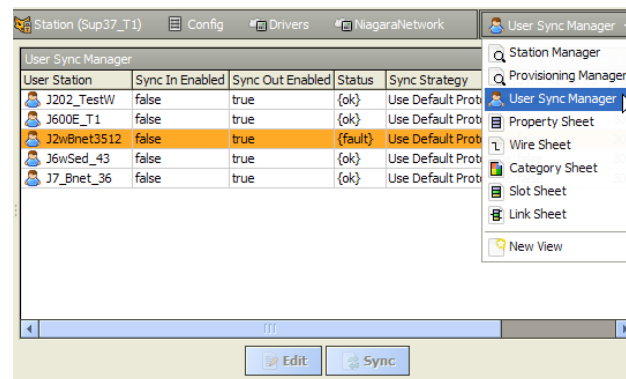 Station (Sup37_T1) Config Drivers NiagaraNetwork User Sync Manager
User Sync Manager
User Station Sync In Enabled Sync Out Enabled Status Sync Strategy
J202_TestW false true {ok} Use Default Prot
J600E_T1 false true {ok} Use Default Prot
J2wBnet3512 false true {fault} Use Default Prot
J6wSed_43 false true {ok} Use Default Prot
J7_Bnet_36 false true {ok} Use Default Prot
Station Manager
Provisioning Manager
User Sync Manager
Property Sheet
Wire Sheet
Category Sheet
Slot Sheet
Link Sheet
New View
Edit Sync